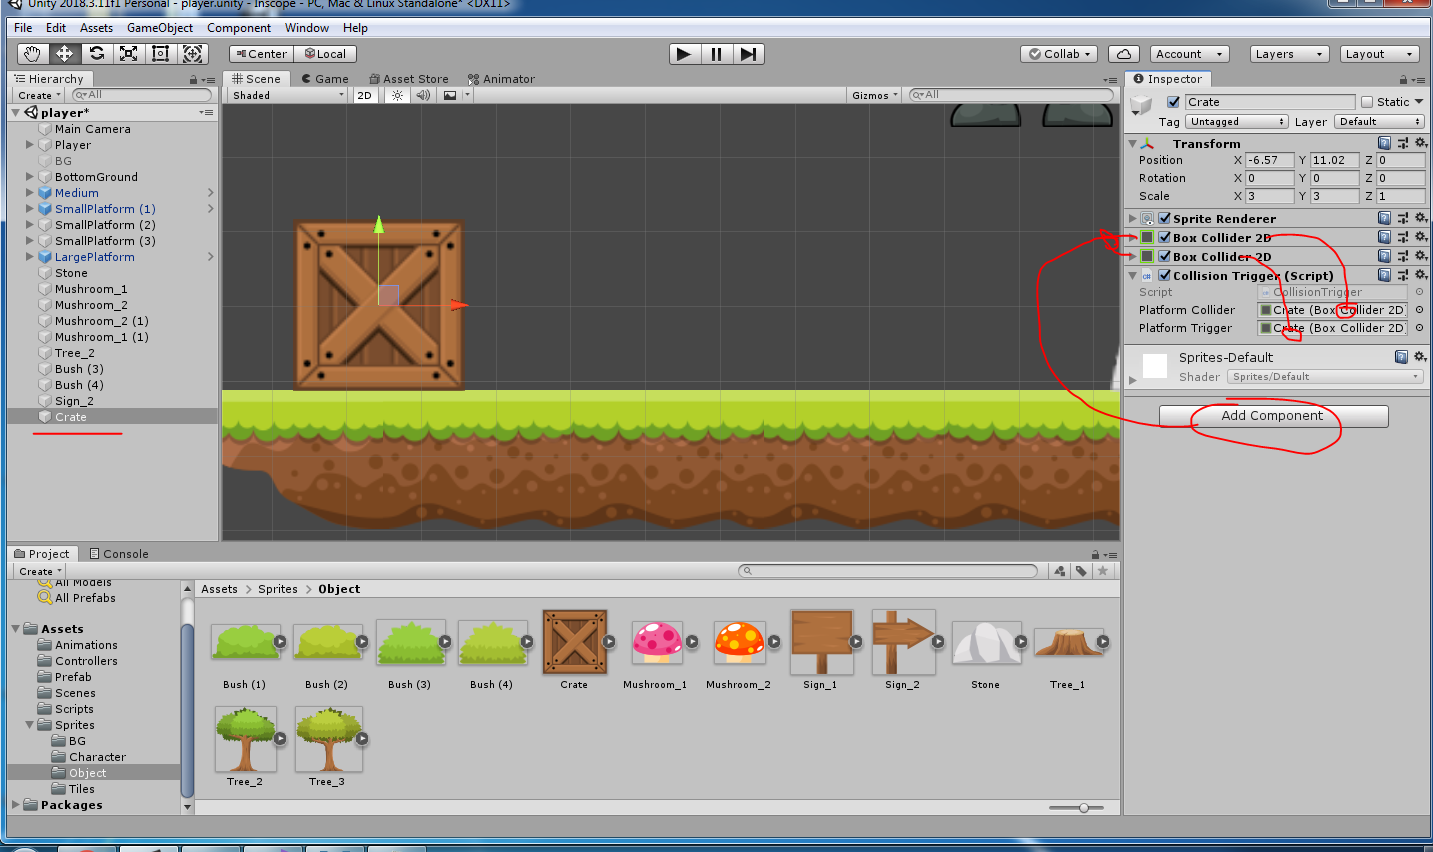 Unity 2018.3.11f1 Personal - player.unity - Inscope - PC, Mac & Linux Standalone* <DX11>
File Edit Assets GameObject Component Window Help
Center Local Collab Account Layers Layout
Hierarchy
Create All
player*
Main Camera
Player
BG
BottomGround
Medium
SmallPlatform (1)
SmallPlatform (2)
SmallPlatform (3)
LargePlatform
Stone
Mushroom_1
Mushroom_2
Mushroom_2 (1)
Mushroom_1 (1)
Tree_2
Bush (3)
Bush (4)
Sign_2
Crate
Scene Game Asset Store Animator
Shaded 2D Gizmos All
Inspector
Crate Static
Tag Untagged Layer Default
Transform
Position X -6.57 Y 11.02 Z 0
Rotation X 0 Y 0 Z 0
Scale X 3 Y 3 Z 1
Sprite Renderer
Box Collider 2D
Box Collider 2D
Collision Trigger (Script)
Script CollisionTrigger
Platform Collider Crate (Box Collider 2D)
Platform Trigger Crate (Box Collider 2D)
Sprites-Default
Shader Sprites/Default
Add Component
Project Console
Create
All Models
All Prefabs
Assets
Animations
Controllers
Prefab
Scenes
Scripts
Sprites
BG
Character
Object
Tiles
Packages
Assets > Sprites > Object
Bush (1) Bush (2) Bush (3) Bush (4) Crate Mushroom_1 Mushroom_2 Sign_1 Sign_2 Stone Tree_1
Tree_2 Tree_3